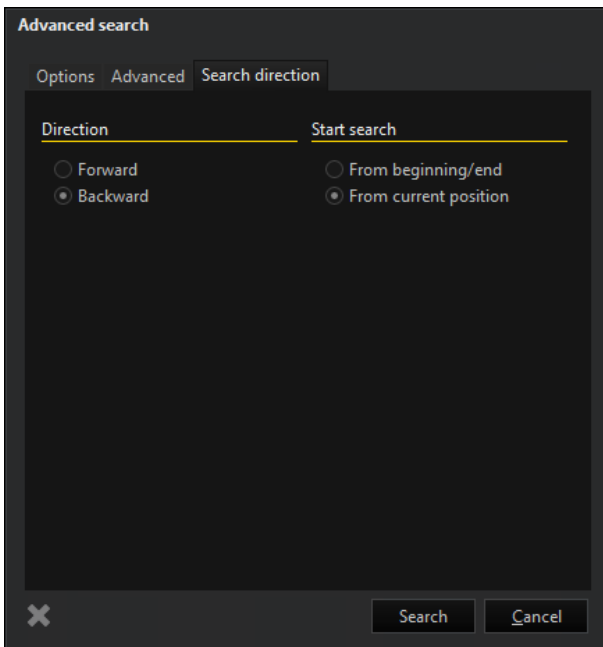 Advanced search
Options Advanced Search direction
Direction
Forward
Backward
Start search
From beginning/end
From current position
Search Cancel